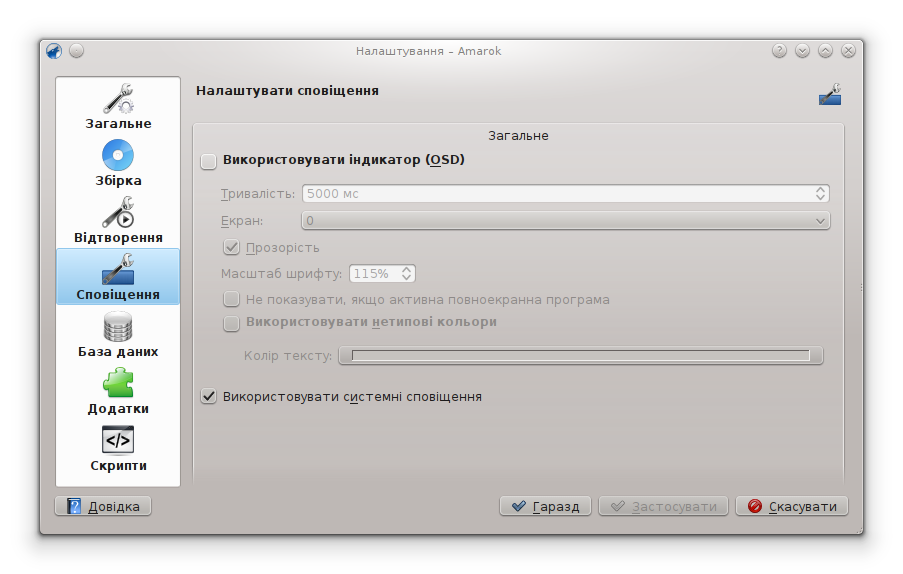 Налаштування – Amarok
Налаштувати сповіщення
Загальне
Збірка
Відтворення
Сповіщення
База даних
Додатки
Скрипти
Загальне
Використовувати індикатор (OSD)
Тривалість: 5000 мс
Екран: 0
Прозорість
Масштаб шрифту: 115%
Не показувати, якщо активна повноекранна програма
Використовувати нетипові кольори
Колір тексту:
Використовувати системні сповіщення
Довідка
Гаразд
Застосувати
Скасувати